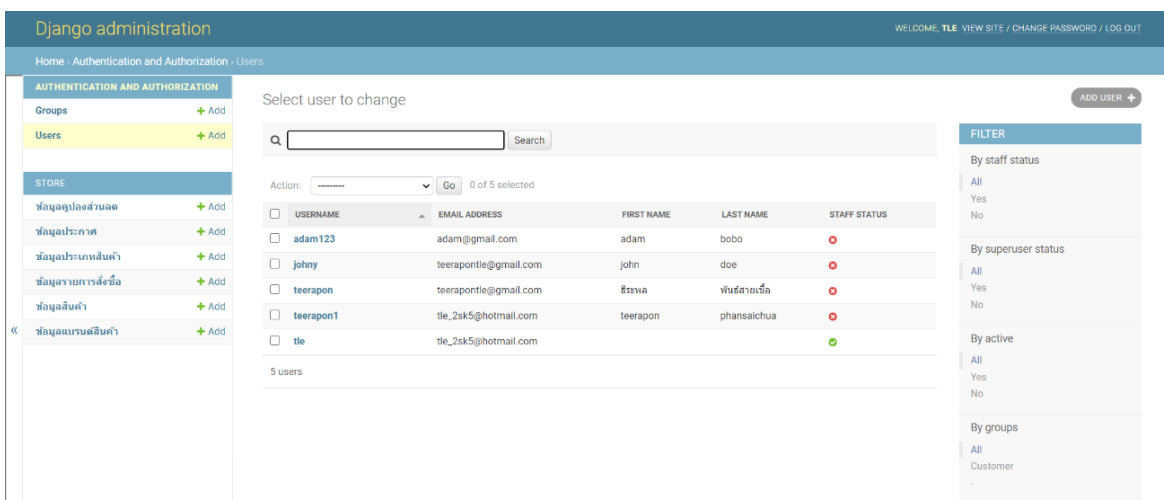 Django administration
WELCOME, TLE. VIEW SITE / CHANGE PASSWORD / LOG OUT
Home › Authentication and Authorization › Users
AUTHENTICATION AND AUTHORIZATION
Groups + Add
Users + Add
STORE
ข้อมูลคูปองส่วนลด + Add
ข้อมูลประกาศ + Add
ข้อมูลประเภทสินค้า + Add
ข้อมูลรายการสั่งซื้อ + Add
ข้อมูลสินค้า + Add
ข้อมูลแบรนด์สินค้า + Add
«
Select user to change
ADD USER +
Search
Action: --------- Go 0 of 5 selected
USERNAME EMAIL ADDRESS FIRST NAME LAST NAME STAFF STATUS
adam123 adam@gmail.com adam bobo
johny teerapontle@gmail.com john doe
teerapon teerapontle@gmail.com ธีระพล พันธ์สายเชื้อ
teerapon1 tle_2sk5@hotmail.com teerapon phansaichua
tle tle_2sk5@hotmail.com
5 users
FILTER
By staff status
All
Yes
No
By superuser status
All
Yes
No
By active
All
Yes
No
By groups
All
Customer
-